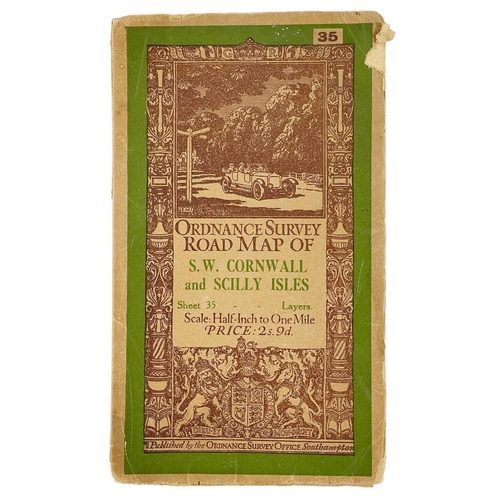 35
G R
ORDNANCE SURVEY
ROAD MAP OF
S.W. CORNWALL
and SCILLY ISLES
Sheet 35 - - Layers.
Scale: Half-Inch to One Mile
PRICE: 2s. 9d.
Published by the ORDNANCE SURVEY OFFICE Southampton